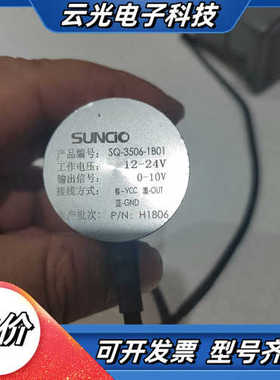 云光电子科技
SUNCIO
产品编号: SQ-3506-1B01
工作电压: 12-24V
输出信号: 0-10V
接线方式: 棕-VCC 黑-OUT
蓝-GND
产批次: P/N: H1806
价
可开发票 型号齐